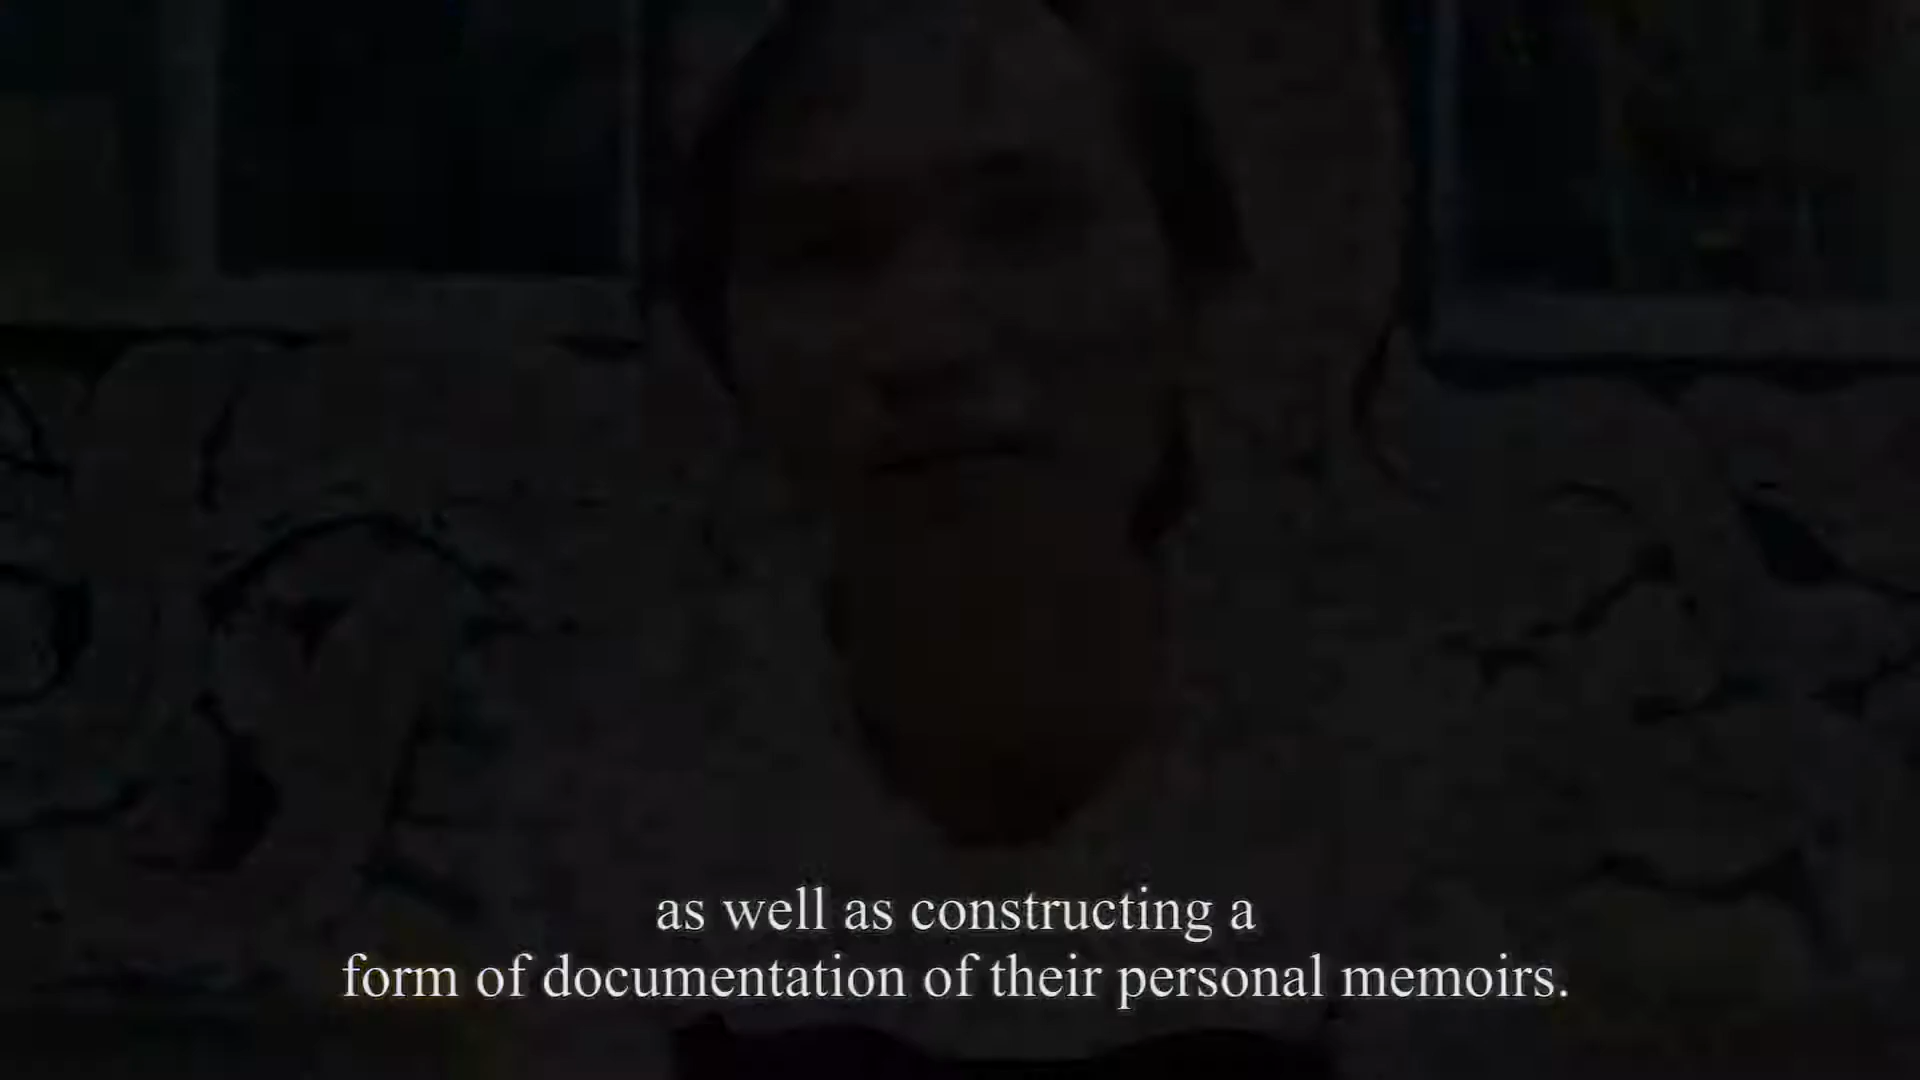 as well as constructing a
form of documentation of their personal memoirs.